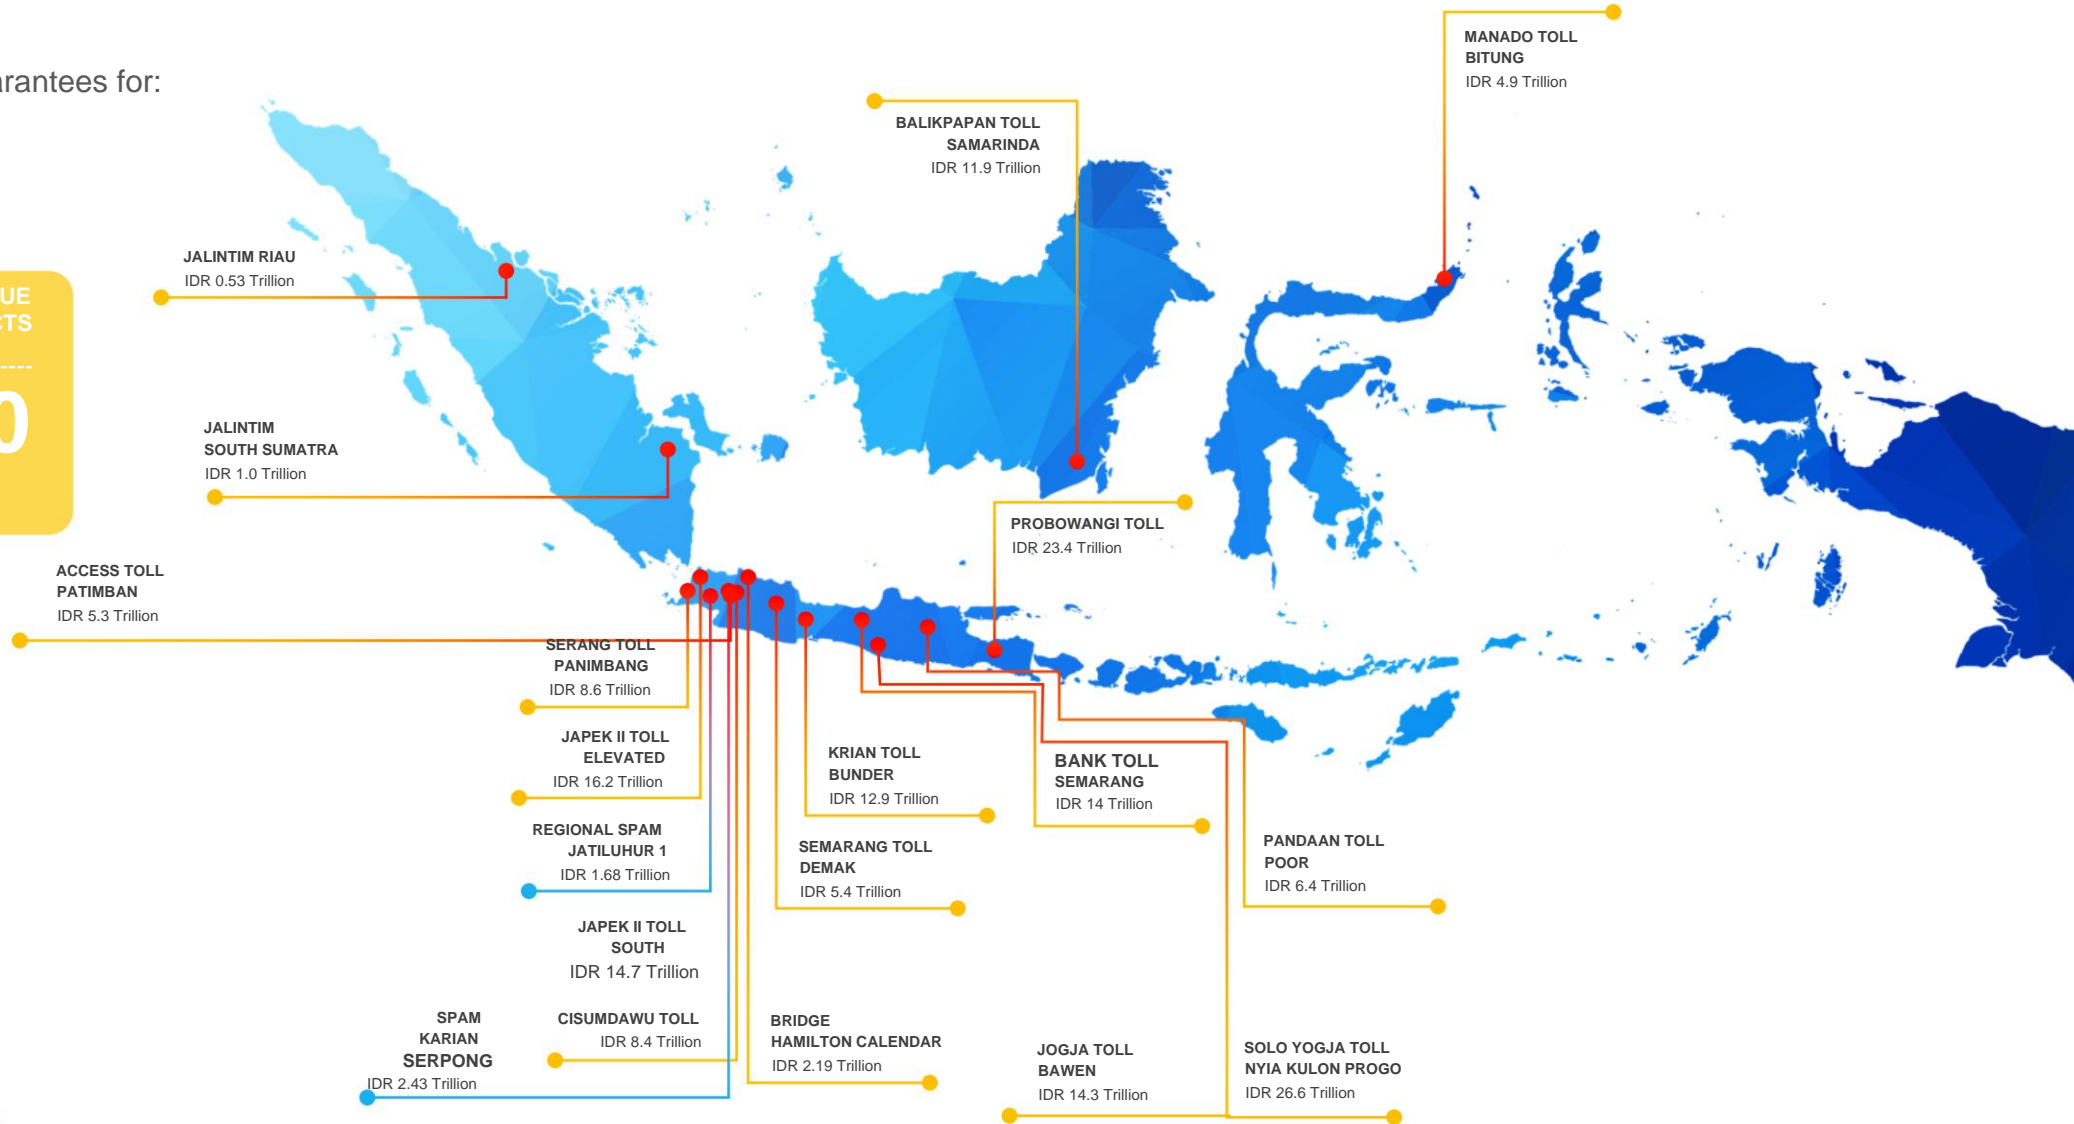 arantees for:
MANADO TOLL
BITUNG
IDR 4.9 Trillion
BALIKPAPAN TOLL
SAMARINDA
IDR 11.9 Trillion
JALINTIM RIAU
IDR 0.53 Trillion
UE
CTS
-----
0
JALINTIM
SOUTH SUMATRA
IDR 1.0 Trillion
PROBOWANGI TOLL
IDR 23.4 Trillion
ACCESS TOLL
PATIMBAN
IDR 5.3 Trillion
SERANG TOLL
PANIMBANG
IDR 8.6 Trillion
JAPEK II TOLL
ELEVATED
IDR 16.2 Trillion
KRIAN TOLL
BUNDER
IDR 12.9 Trillion
BANK TOLL
SEMARANG
IDR 14 Trillion
REGIONAL SPAM
JATILUHUR 1
IDR 1.68 Trillion
SEMARANG TOLL
DEMAK
IDR 5.4 Trillion
PANDAAN TOLL
POOR
IDR 6.4 Trillion
JAPEK II TOLL
SOUTH
IDR 14.7 Trillion
SPAM
KARIAN
SERPONG
IDR 2.43 Trillion
CISUMDAWU TOLL
IDR 8.4 Trillion
BRIDGE
HAMILTON CALENDAR
IDR 2.19 Trillion
JOGJA TOLL
BAWEN
IDR 14.3 Trillion
SOLO YOGJA TOLL
NYIA KULON PROGO
IDR 26.6 Trillion